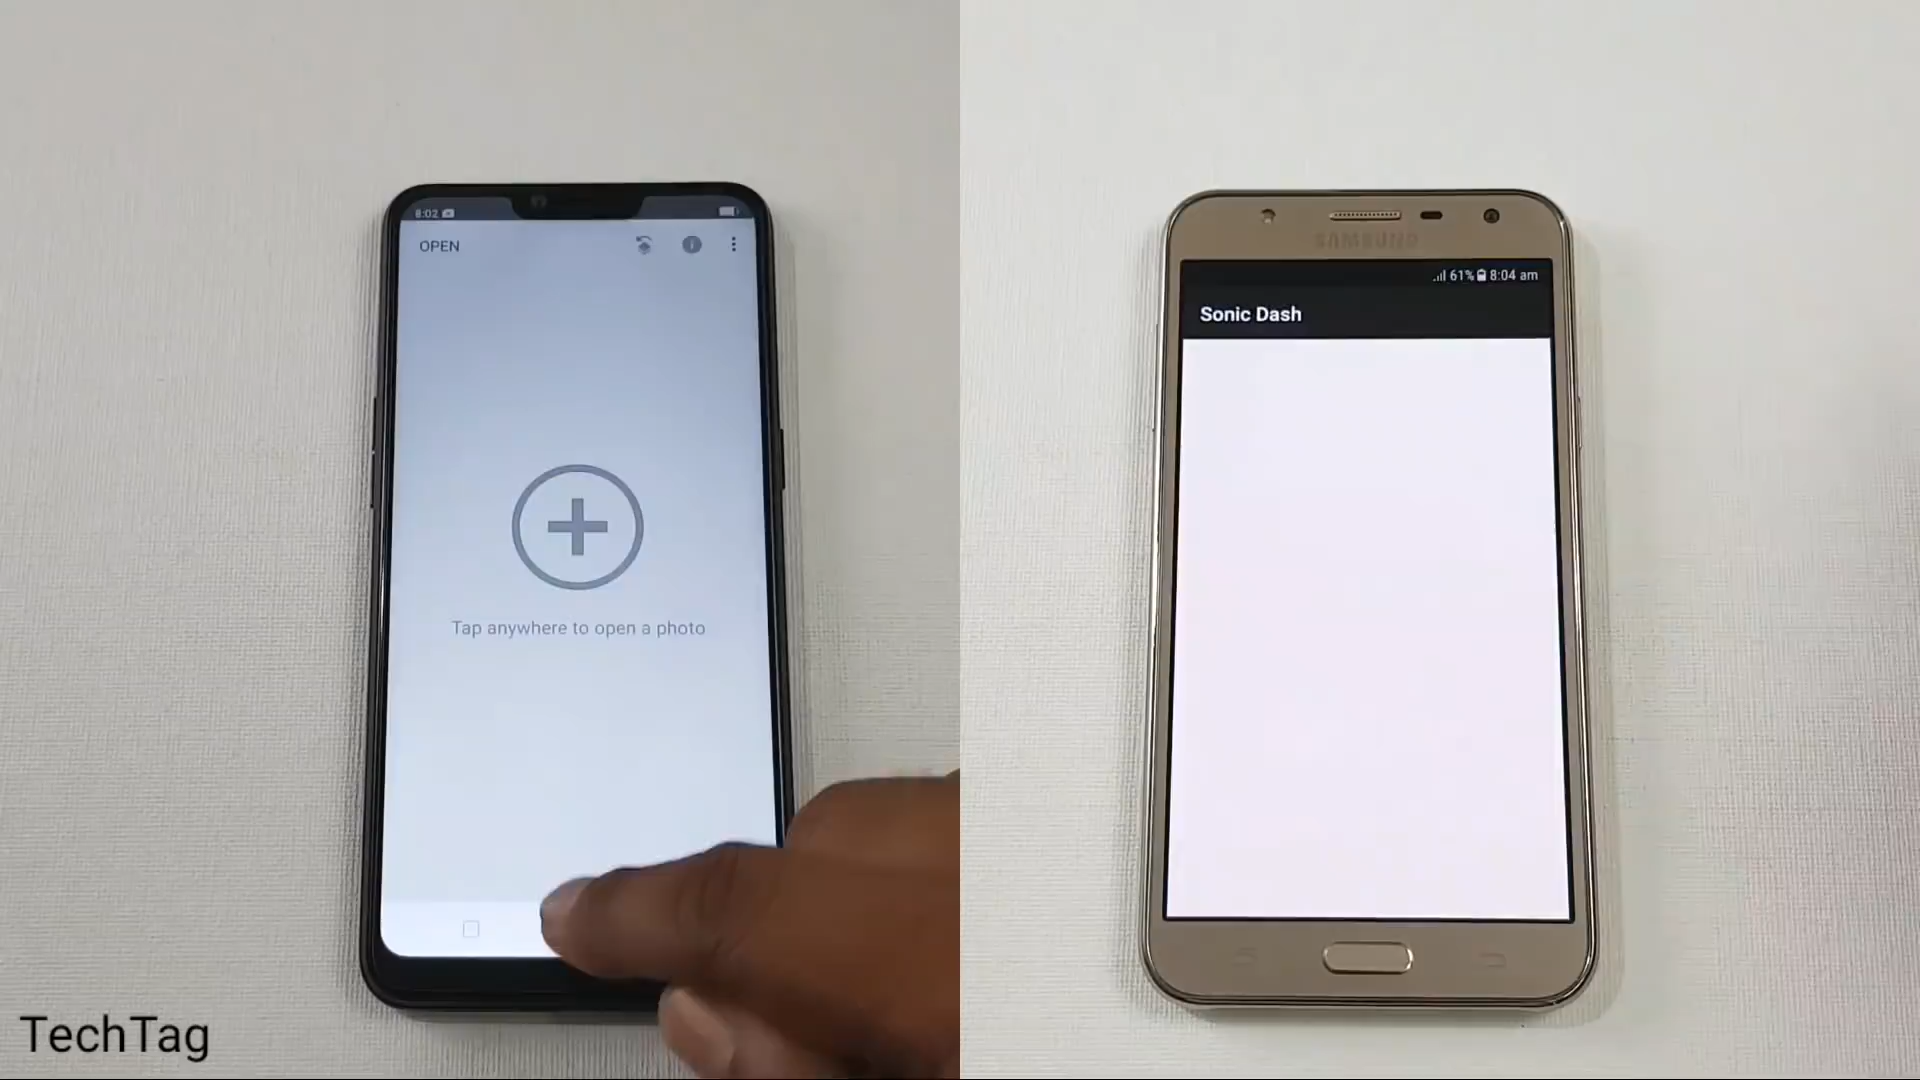 8:02
OPEN
Tap anywhere to open a photo
SAMSUNG
61% 8:04 am
Sonic Dash
TechTag